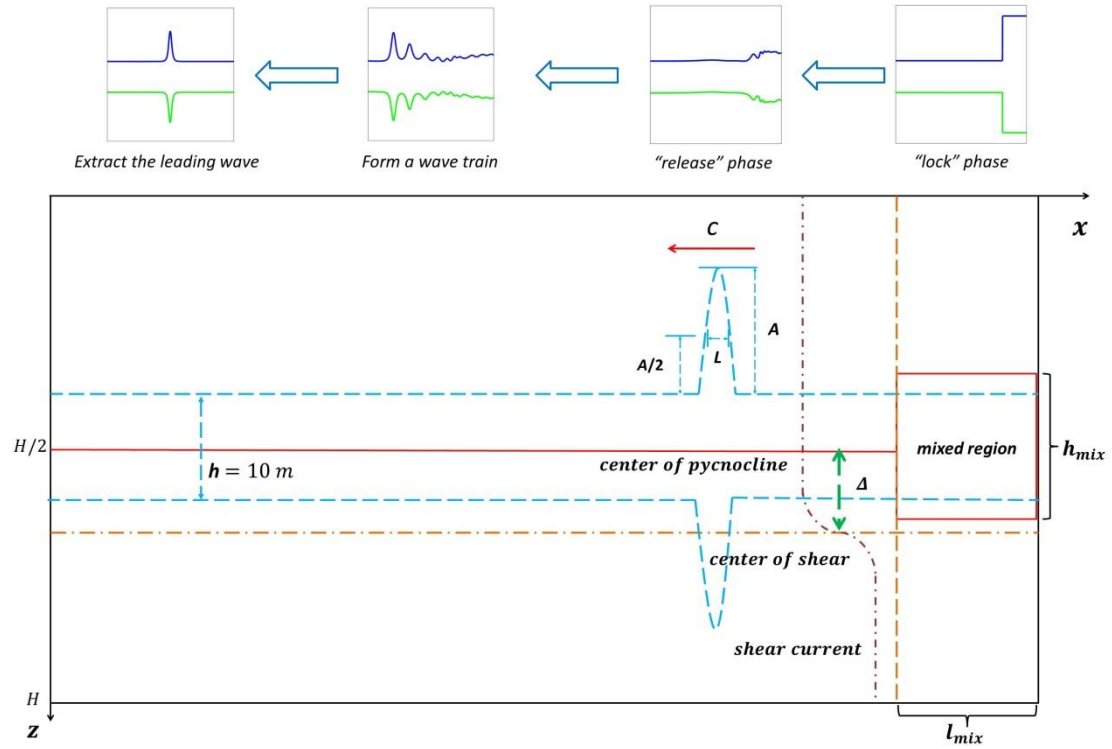 Extract the leading wave
Form a wave train
“release” phase
“lock” phase
x
C
A
A/2
L
H/2
h = 10 m
center of pycnocline
mixed region
h_mix
Δ
center of shear
shear current
H
z
l_mix